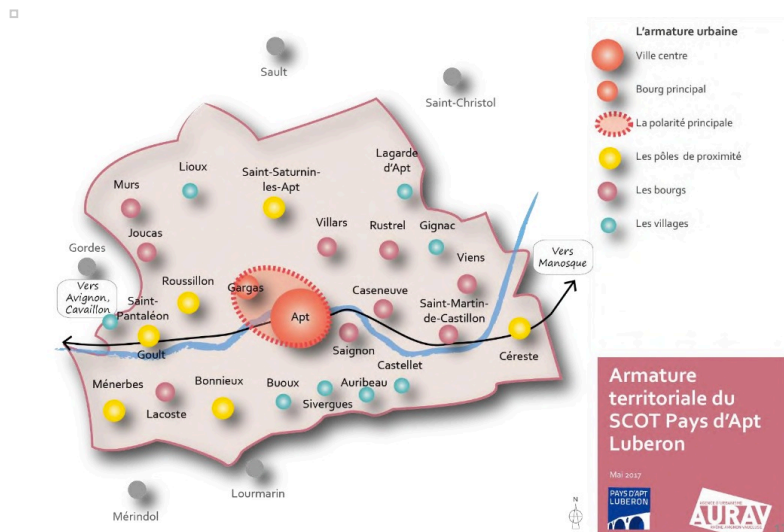 L'armature urbaine
Ville centre
Bourg principal
La polarité principale
Les pôles de proximité
Les bourgs
Les villages
Sault
Saint-Christol
Lioux
Saint-Saturnin-
les-Apt
Lagarde
d'Apt
Murs
Joucas
Villars
Rustrel
Gignac
Gordes
Viens
Vers
Manosque
Vers
Avignon,
Cavaillon
Roussillon
Gargas
Caseneuve
Saint-
Pantaléon
Apt
Saint-Martin-
de-Castillon
Goult
Saignon
Céreste
Castellet
Ménerbes
Bonnieux
Buoux
Auribeau
Lacoste
Sivergues
Lourmarin
Mérindol
N
Armature
territoriale du
SCOT Pays d'Apt
Luberon
Mai 2017
PAYS D'APT
LUBERON
AURAV